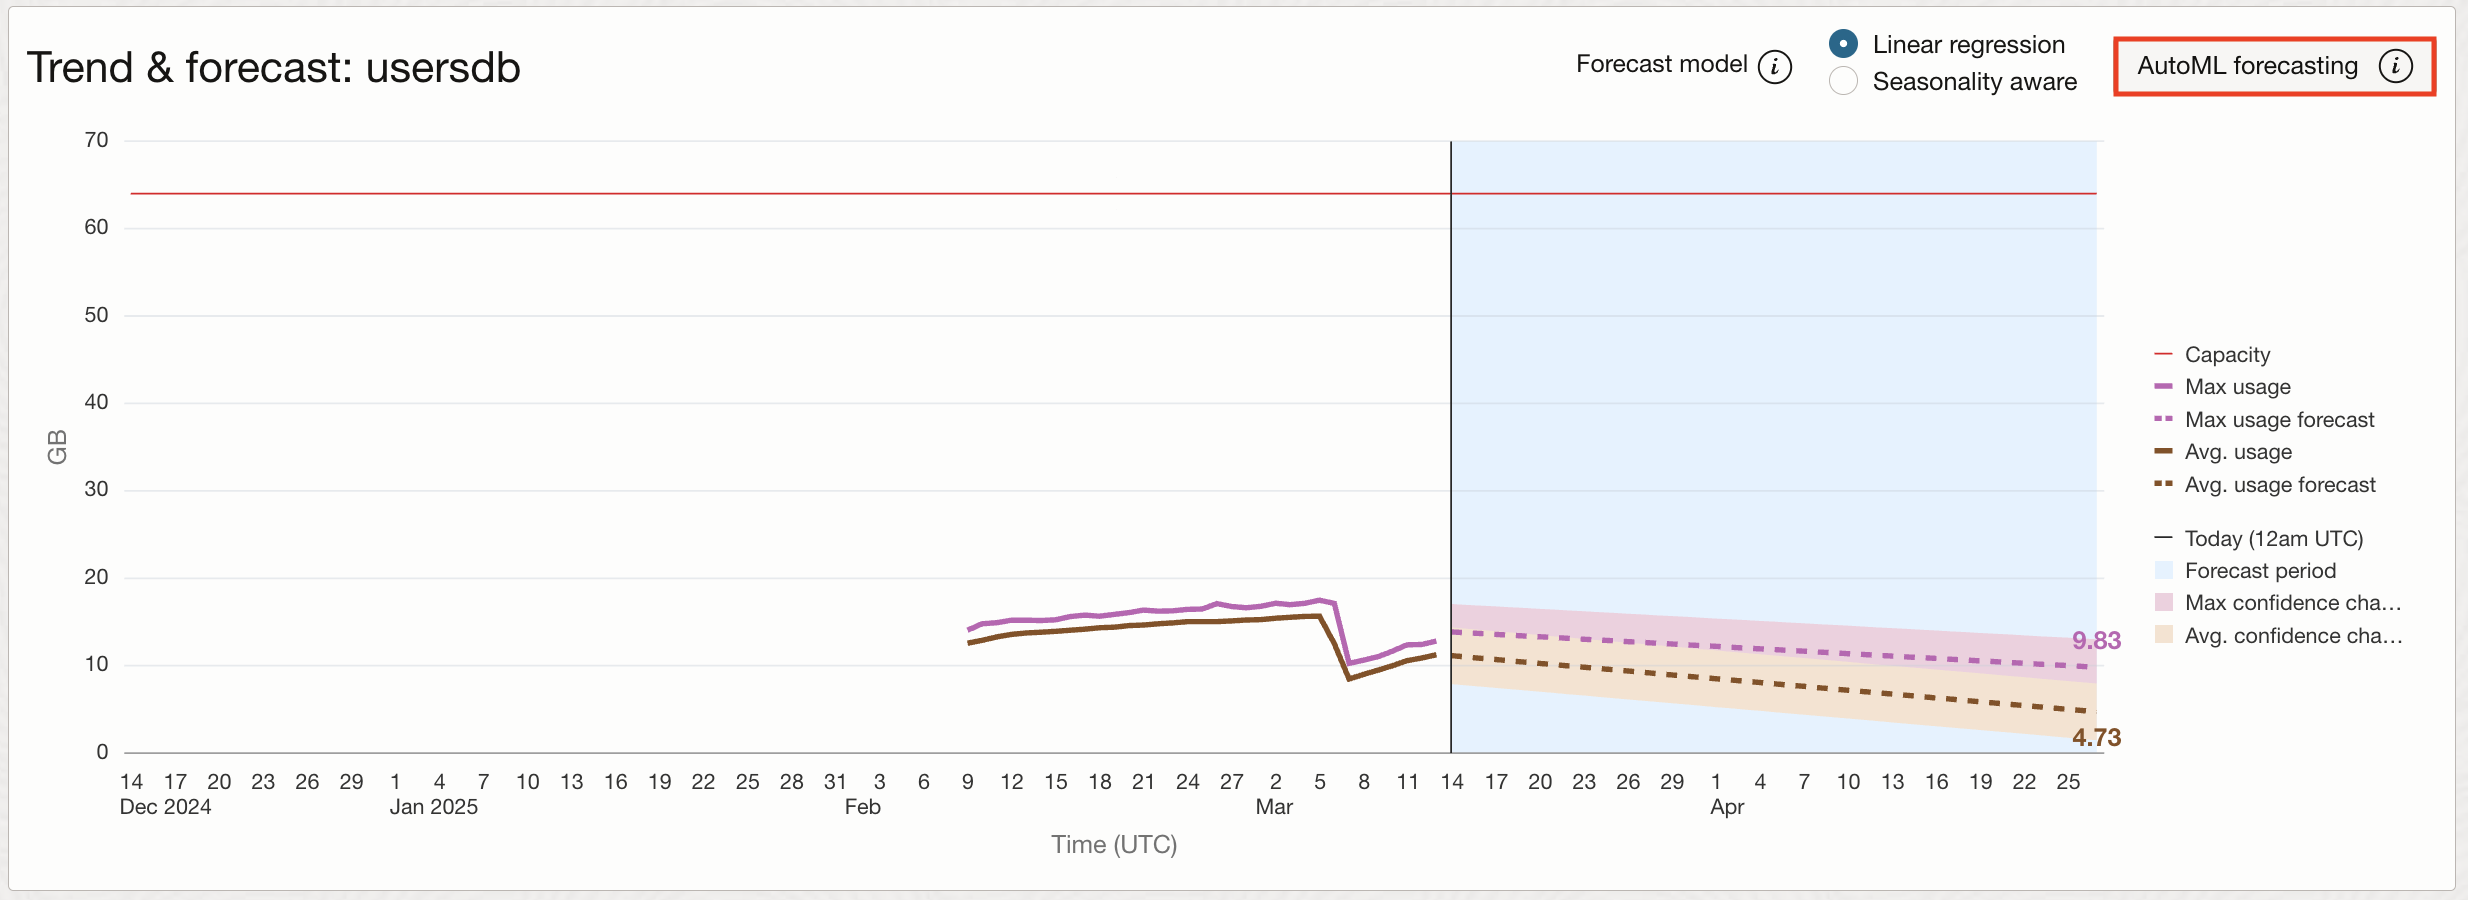 Trend & forecast: usersdb
Forecast model i
Linear regression
Seasonality aware
AutoML forecasting i
70
60
50
40
30
20
10
0
GB
14 17 20 23 26 29 1 4 7 10 13 16 19 22 25 28 31 3 6 9 12 15 18 21 24 27 2 5 8 11 14 17 20 23 26 29 1 4 7 10 13 16 19 22 25
Dec 2024 Jan 2025 Feb Mar Apr
Time (UTC)
9.83
4.73
Capacity
Max usage
Max usage forecast
Avg. usage
Avg. usage forecast
Today (12am UTC)
Forecast period
Max confidence cha...
Avg. confidence cha...